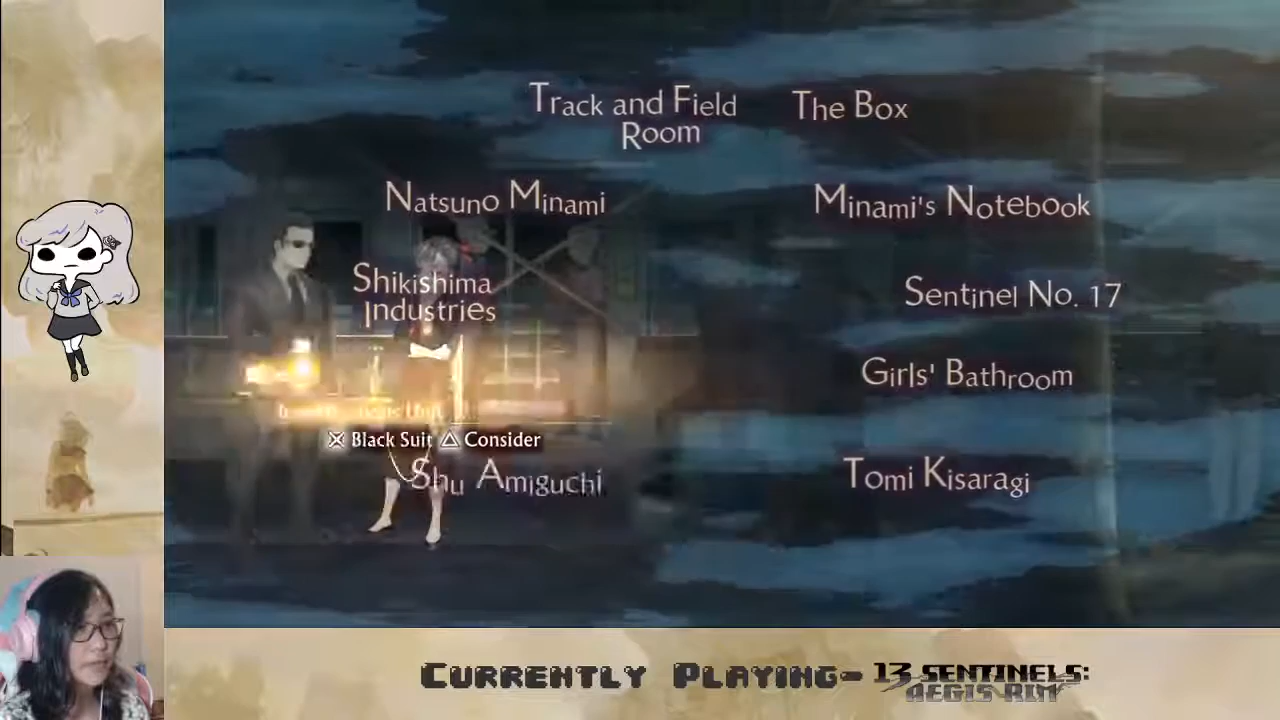 Track and Field
Room
The Box
Natsuno Minami
Minami's Notebook
Shikishima
Industries
Sentinel No. 17
Girls' Bathroom
Black Suit Consider
Shu Amiguchi
Tomi Kisaragi
Currently Playing- 13 SENTINELS:
AEGIS RIM